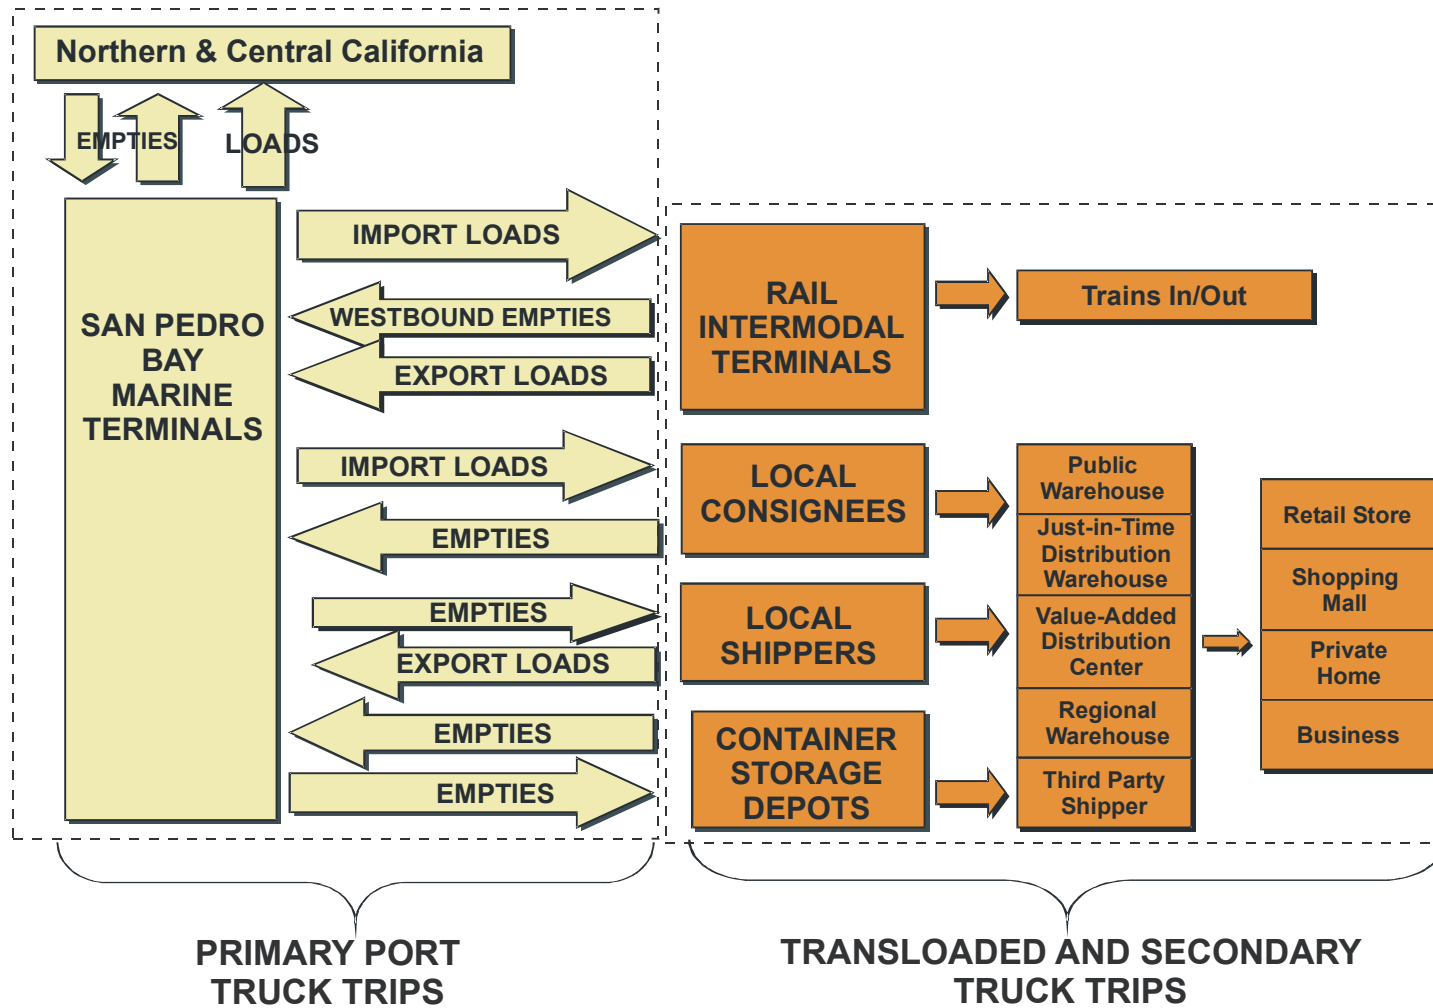 Northern & Central California
EMPTIES
LOADS
SAN PEDRO
BAY
MARINE
TERMINALS
IMPORT LOADS
WESTBOUND EMPTIES
EXPORT LOADS
IMPORT LOADS
EMPTIES
EMPTIES
EXPORT LOADS
EMPTIES
EMPTIES
RAIL
INTERMODAL
TERMINALS
Trains In/Out
LOCAL
CONSIGNEES
LOCAL
SHIPPERS
CONTAINER
STORAGE
DEPOTS
Public
Warehouse
Just-in-Time
Distribution
Warehouse
Value-Added
Distribution
Center
Regional
Warehouse
Third Party
Shipper
Retail Store
Shopping
Mall
Private
Home
Business
PRIMARY PORT
TRUCK TRIPS
TRANSLOADED AND SECONDARY
TRUCK TRIPS